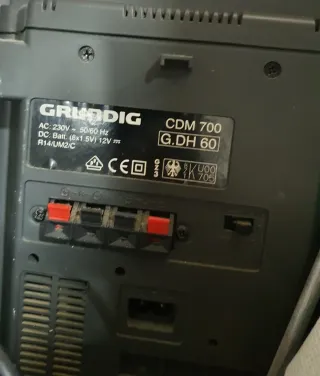 GRUNDIG
CDM 700
AC. 230V ~ 50/60 Hz
DC. Batt. (8x1.5V) 12V
R14/UM2/C
G.DH 60
CE